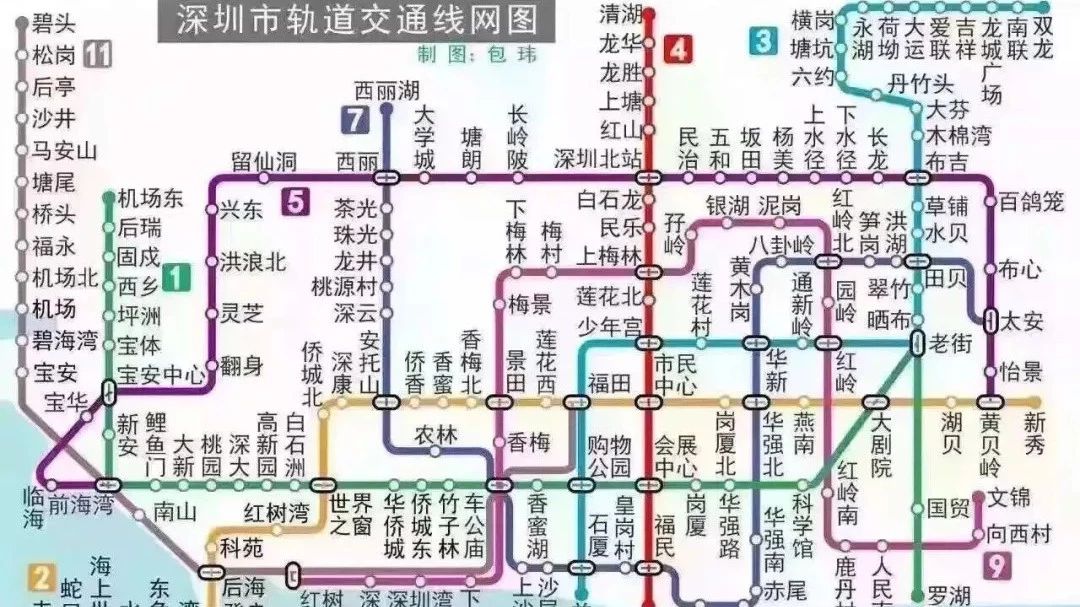 深圳市轨道交通线网图
制图:包玮
碧头
松岗
后亭
沙井
马安山
塘尾
桥头
福永
机场北
机场
碧海湾
宝安
11
机场东
后瑞
固戍
西乡
坪洲
宝体
宝安中心
新安
1
宝华
临海
前海湾
鲤鱼门
大新
桃园
深大
高新园
白石洲
世界之窗
华侨城
侨城东
竹子林
车公庙
香蜜湖
购物公园
会展中心
岗厦
华强路
科学馆
大剧院
老街
国贸
罗湖
留仙洞
西丽
大学城
塘朗
长岭陂
深圳北站
民治
五和
坂田
杨美
上水径
下水径
长龙
布吉
百鸽笼
布心
太安
怡景
黄贝岭
5
兴东
洪浪北
灵芝
翻身
西丽湖
7
茶光
珠光
龙井
桃源村
深云
安托山
农林
清湖
龙华
龙胜
上塘
红山
4
白石龙
民乐
上梅林
莲花北
少年宫
市民中心
福民
3
横岗
塘坑
六约
永湖
荷坳
大运
爱联
吉祥
龙城广场
南联
双龙
丹竹头
大芬
木棉湾
草铺
水贝
田贝
翠竹
晒布
下梅林
梅村
梅景
孖岭
银湖
泥岗
红岭北
园岭
红岭
红岭南
八卦岭
黄木岗
笋岗
洪湖
莲花村
通新岭
华新
侨城北
深康
侨香
香蜜
香梅北
景田
莲花西
福田
岗厦北
华强北
燕南
湖贝
新秀
香梅
石厦
皇岗村
华强南
赤尾
文锦
向西村
9
鹿丹
人民
南山
红树湾
科苑
后海
2